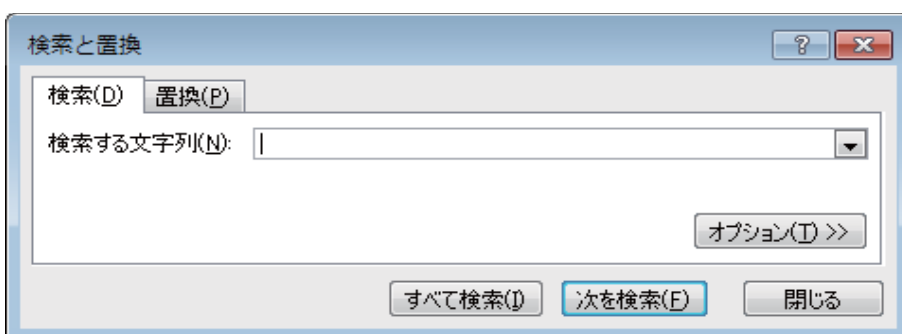 検索と置換
検索(D) 置換(P)
検索する文字列(N):
オプション(T) >>
すべて検索(I) 次を検索(F) 閉じる